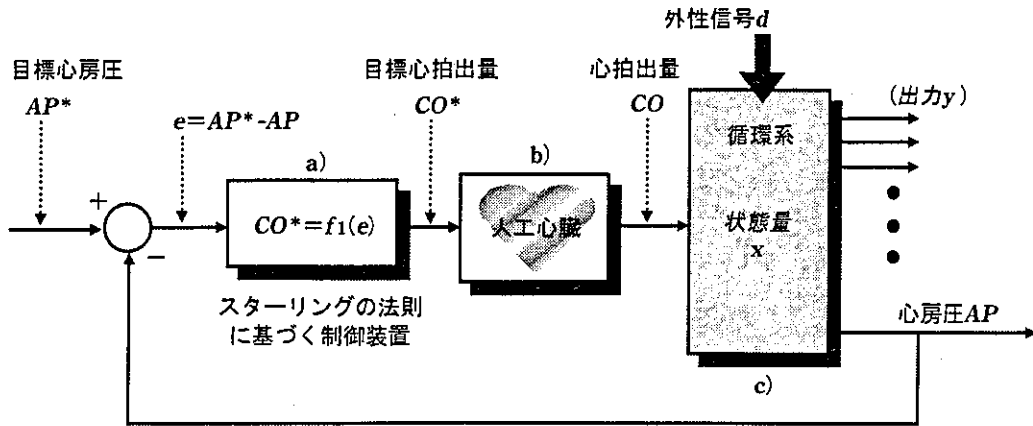 外性信号d
目標心房圧
AP*
e=AP*-AP
目標心拍出量
CO*
心拍出量
CO
(出力y)
a)
b)
循環系
+
−
CO*=f1(e)
人工心臓
状態量
x
スターリングの法則
に基づく制御装置
心房圧AP
c)